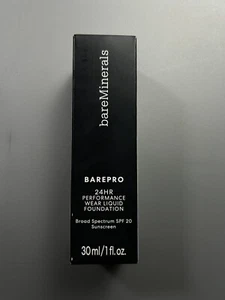 bareMinerals
BAREPRO
24HR
PERFORMANCE
WEAR LIQUID
FOUNDATION
Broad Spectrum SPF 20
Sunscreen
30ml/1 fl. oz.